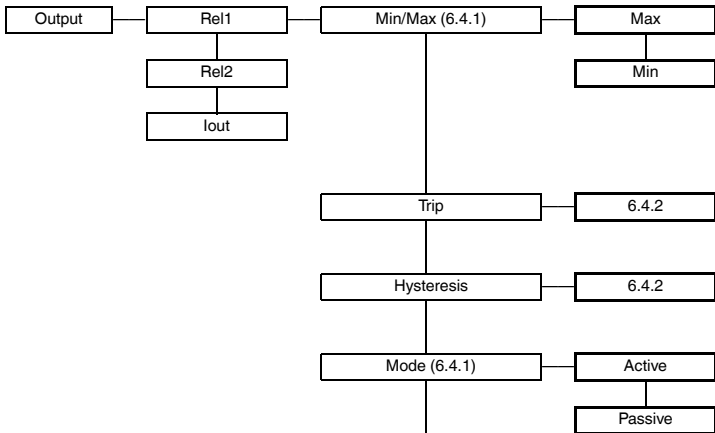 Output Rel1 Min/Max (6.4.1) Max
Rel2 Min
Iout
Trip 6.4.2
Hysteresis 6.4.2
Mode (6.4.1) Active
Passive